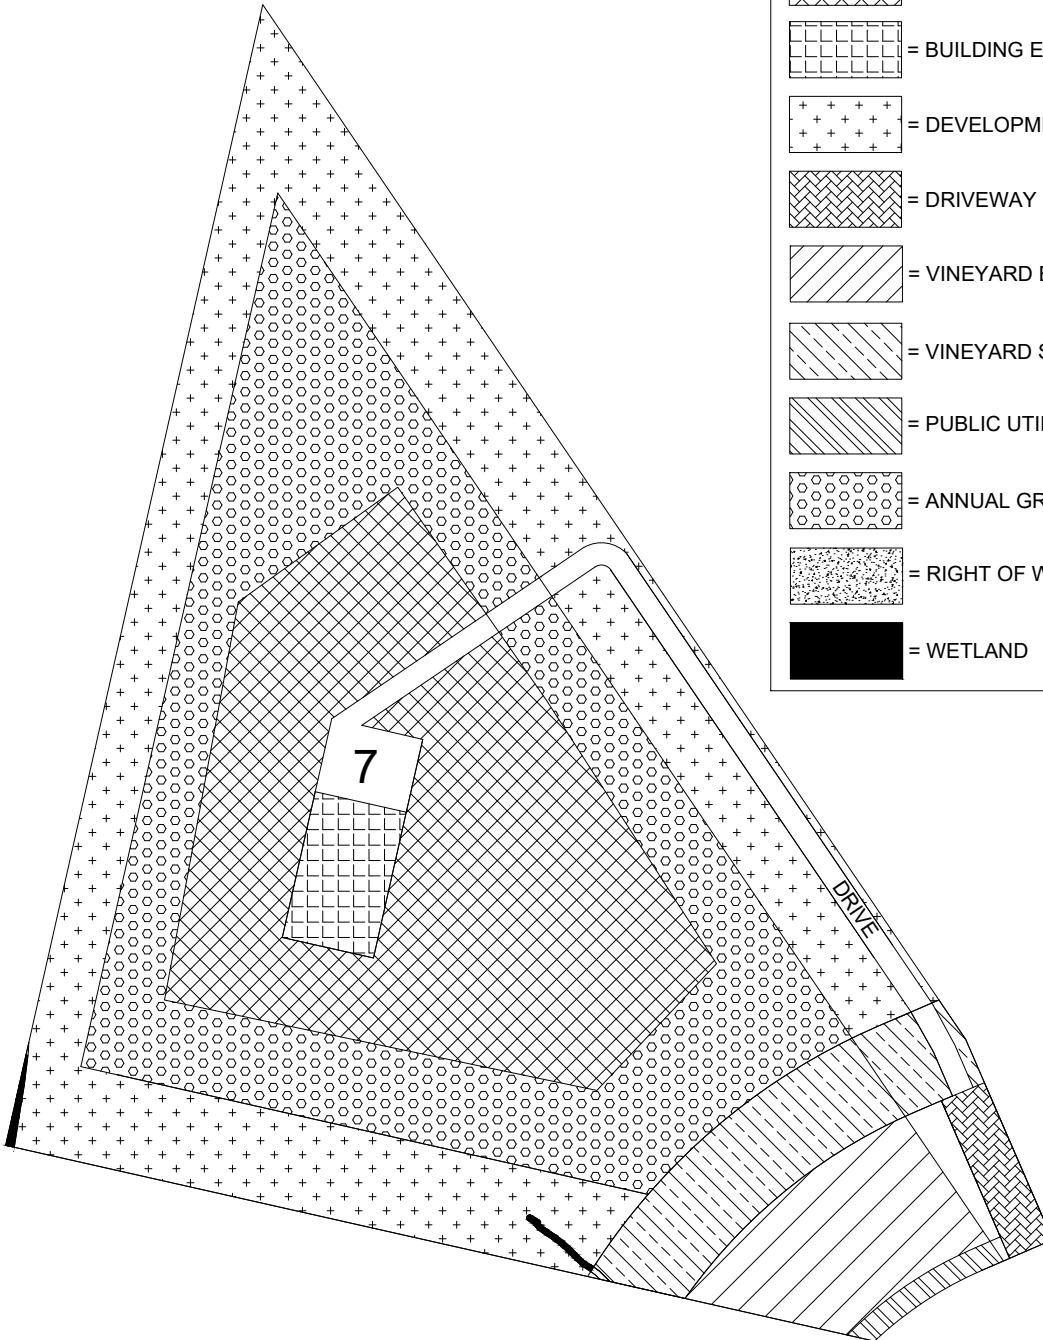 = BUILDING E
= DEVELOPM
= DRIVEWAY
= VINEYARD E
= VINEYARD S
= PUBLIC UTI
= ANNUAL GR
= RIGHT OF W
= WETLAND
7
DRIVE